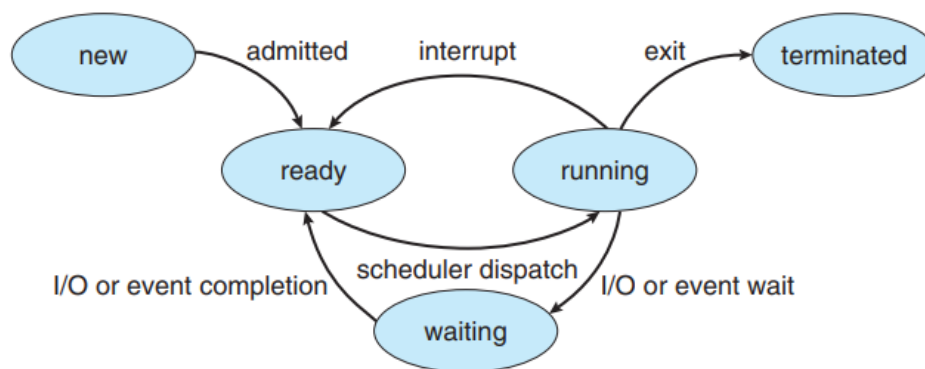 new
admitted
interrupt
exit
terminated
ready
running
scheduler dispatch
I/O or event completion
I/O or event wait
waiting